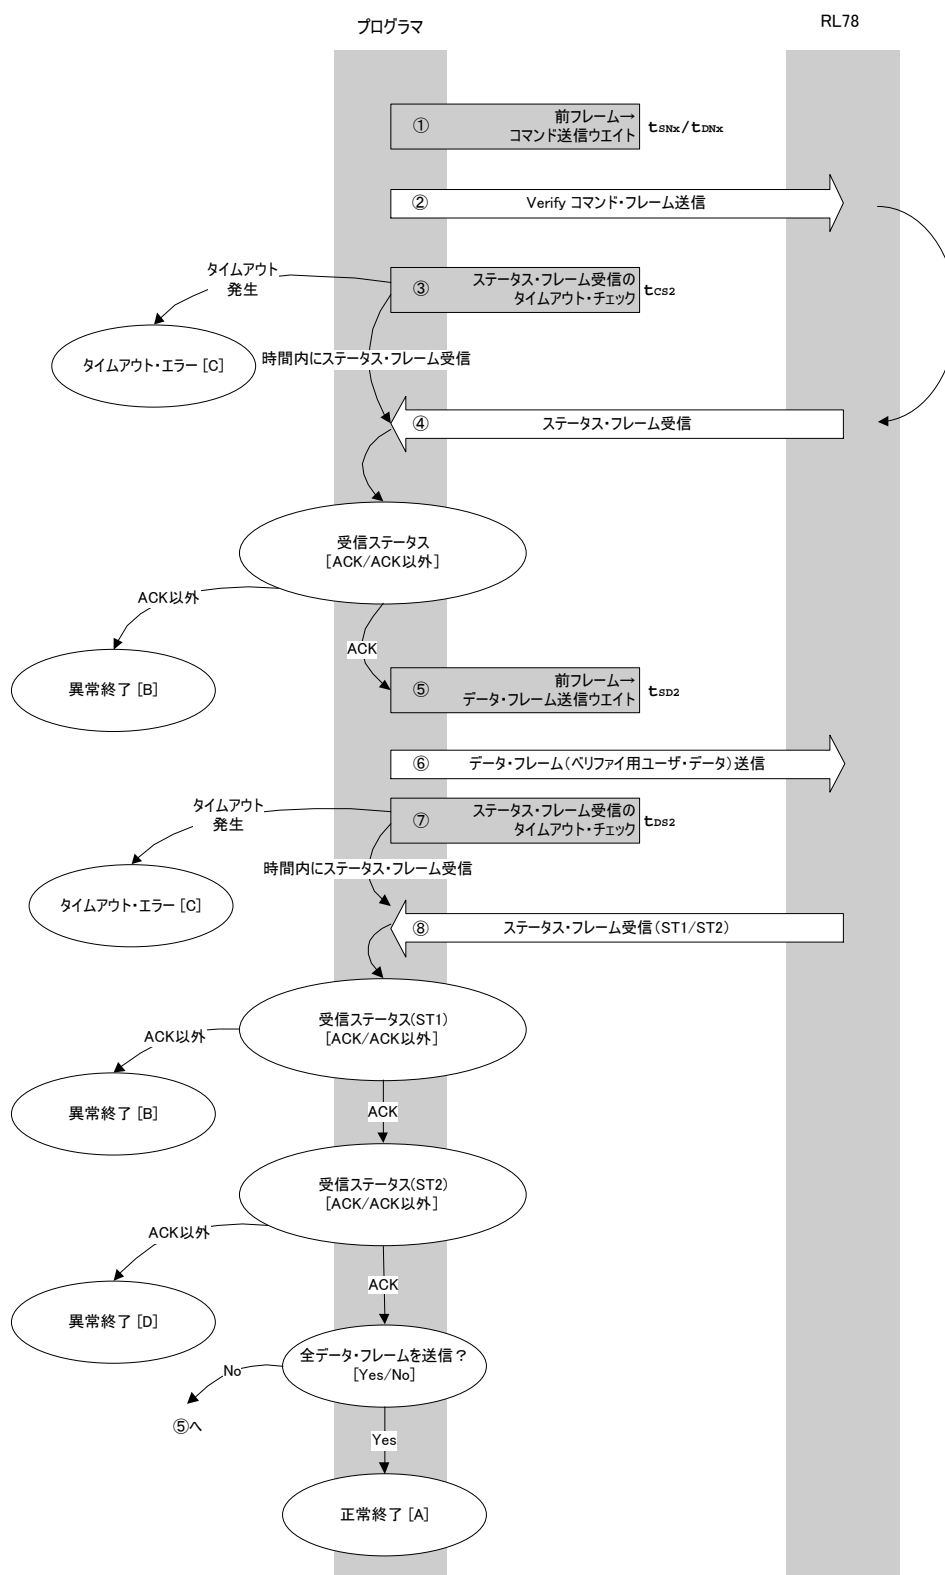 プログラマ
RL78
①
前フレーム→
コマンド送信ウエイト
tSNx/tDNx
②
Verify コマンド・フレーム送信
タイムアウト
発生
③
ステータス・フレーム受信の
タイムアウト・チェック
tCS2
タイムアウト・エラー [C]
時間内にステータス・フレーム受信
④
ステータス・フレーム受信
受信ステータス
[ACK/ACK以外]
ACK以外
ACK
異常終了 [B]
⑤
前フレーム→
データ・フレーム送信ウエイト
tSD2
⑥
データ・フレーム(ベリファイ用ユーザ・データ)送信
タイムアウト
発生
⑦
ステータス・フレーム受信の
タイムアウト・チェック
tDS2
時間内にステータス・フレーム受信
タイムアウト・エラー [C]
⑧
ステータス・フレーム受信(ST1/ST2)
受信ステータス(ST1)
[ACK/ACK以外]
ACK以外
異常終了 [B]
ACK
受信ステータス(ST2)
[ACK/ACK以外]
ACK以外
ACK
異常終了 [D]
全データ・フレームを送信?
[Yes/No]
No
⑤へ
Yes
正常終了 [A]